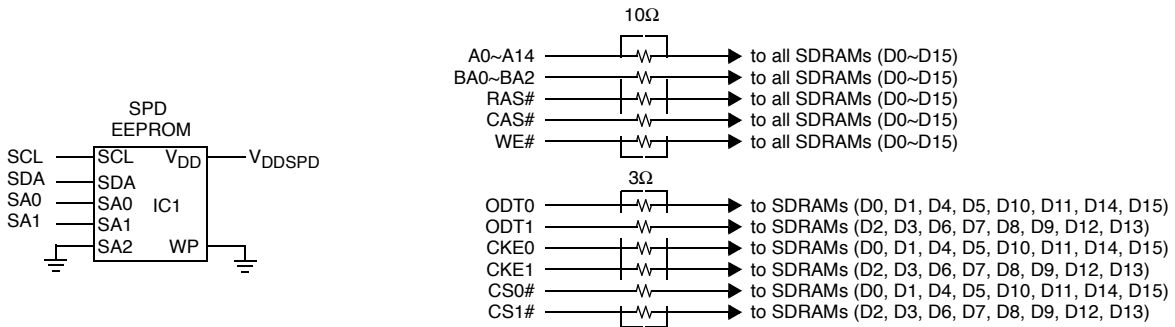 SPD
EEPROM
SCL SCL VDD VDDSPD
SDA SDA
SA0 SA0 IC1
SA1 SA1
SA2 WP
10Ω
A0~A14 to all SDRAMs (D0~D15)
BA0~BA2 to all SDRAMs (D0~D15)
RAS# to all SDRAMs (D0~D15)
CAS# to all SDRAMs (D0~D15)
WE# to all SDRAMs (D0~D15)
3Ω
ODT0 to SDRAMs (D0, D1, D4, D5, D10, D11, D14, D15)
ODT1 to SDRAMs (D2, D3, D6, D7, D8, D9, D12, D13)
CKE0 to SDRAMs (D0, D1, D4, D5, D10, D11, D14, D15)
CKE1 to SDRAMs (D2, D3, D6, D7, D8, D9, D12, D13)
CS0# to SDRAMs (D0, D1, D4, D5, D10, D11, D14, D15)
CS1# to SDRAMs (D2, D3, D6, D7, D8, D9, D12, D13)